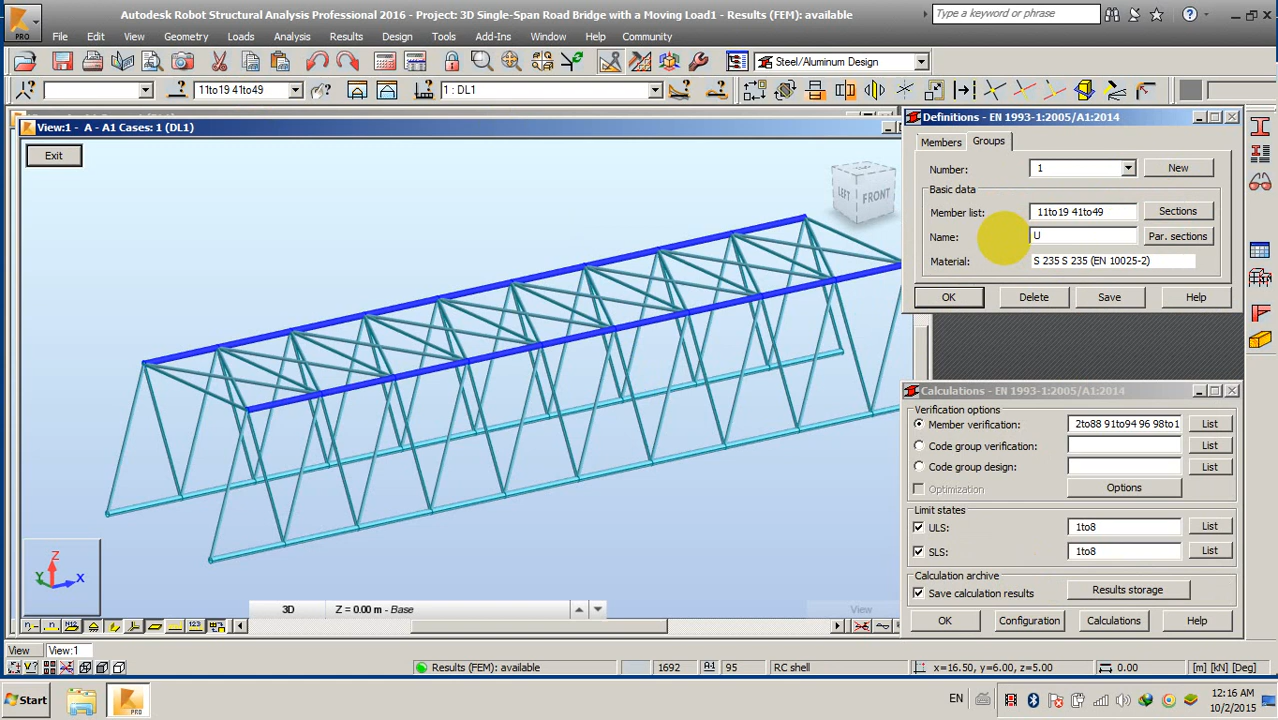 Autodesk Robot Structural Analysis Professional 2016 - Project: 3D Single-Span Road Bridge with a Moving Load1 - Results (FEM): available
Type a keyword or phrase
PRO
File Edit View Geometry Loads Analysis Results Design Tools Add-Ins Window Help Community
Steel/Aluminum Design
11to19 41to49
1 : DL1
View:1 - A - A1 Cases: 1 (DL1)
Exit
LEFT
FRONT
Z
Y
X
3D
Z = 0.00 m - Base
View
Definitions - EN 1993-1:2005/A1:2014
Members Groups
Number: 1 New
Basic data
Member list: 11to19 41to49 Sections
Name: U Par. sections
Material: S 235 S 235 (EN 10025-2)
OK Delete Save Help
Calculations - EN 1993-1:2005/A1:2014
Verification options
Member verification: 2to88 91to94 96 98to1 List
Code group verification: List
Code group design: List
Optimization Options
Limit states
ULS: 1to8 List
SLS: 1to8 List
Calculation archive
Save calculation results Results storage
OK Configuration Calculations Help
View View:1
Results (FEM): available 1692 95 RC shell x=16.50, y=6.00, z=5.00 0.00 [m] [kN] [Deg]
Start
PRO
EN
12:16 AM
10/2/2015